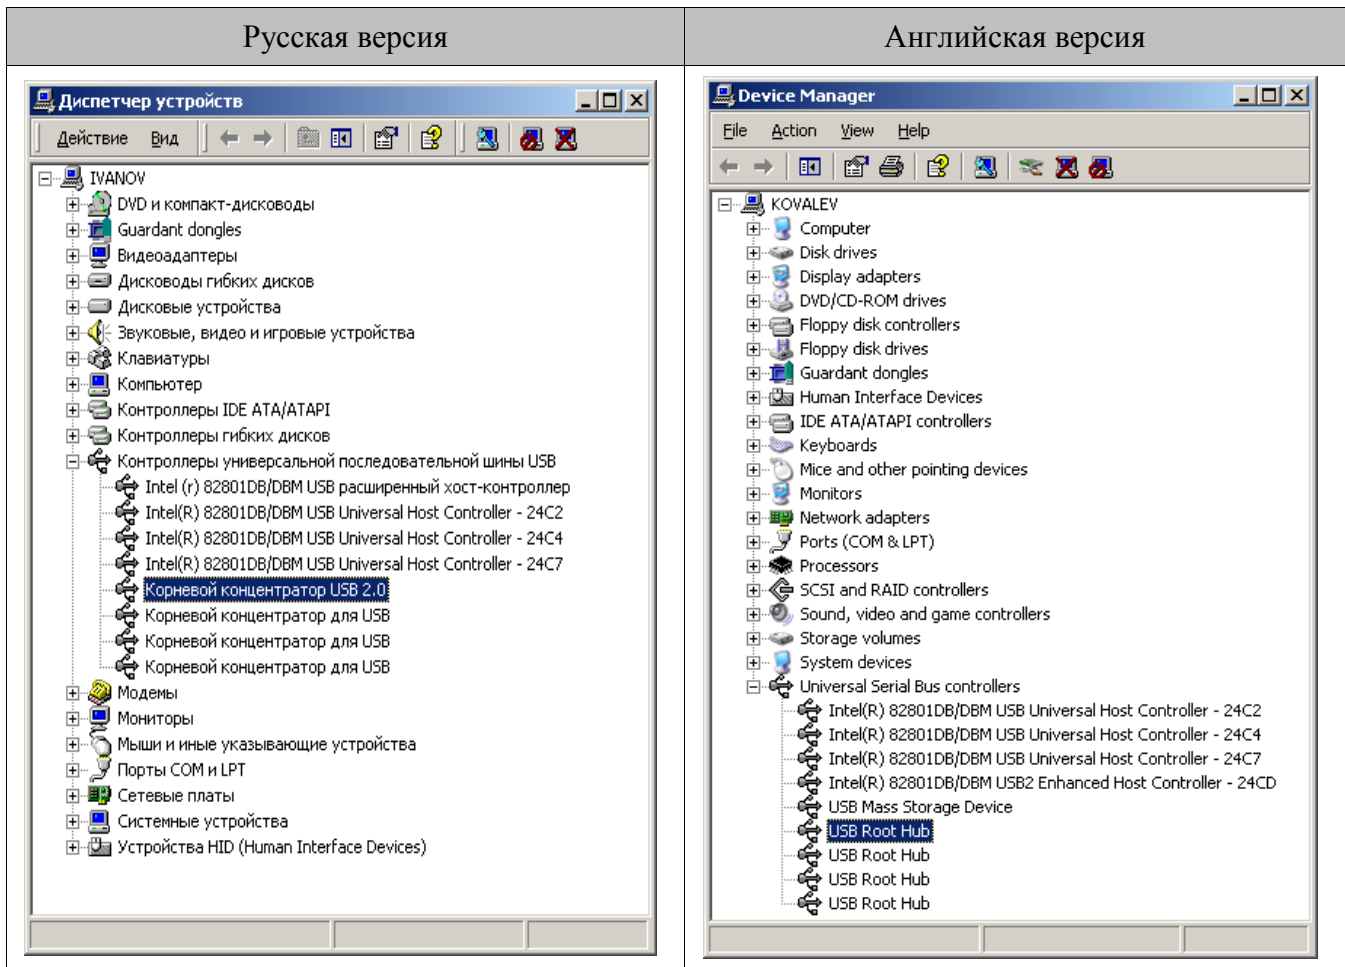 Русская версия
Английская версия
Диспетчер устройств
Действие Вид
IVANOV
DVD и компакт-дисководы
Guardant dongles
Видеоадаптеры
Дисководы гибких дисков
Дисковые устройства
Звуковые, видео и игровые устройства
Клавиатуры
Компьютер
Контроллеры IDE ATA/ATAPI
Контроллеры гибких дисков
Контроллеры универсальной последовательной шины USB
Intel (r) 82801DB/DBM USB расширенный хост-контроллер
Intel(R) 82801DB/DBM USB Universal Host Controller - 24C2
Intel(R) 82801DB/DBM USB Universal Host Controller - 24C4
Intel(R) 82801DB/DBM USB Universal Host Controller - 24C7
Корневой концентратор USB 2.0
Корневой концентратор для USB
Корневой концентратор для USB
Корневой концентратор для USB
Модемы
Мониторы
Мыши и иные указывающие устройства
Порты COM и LPT
Сетевые платы
Системные устройства
Устройства HID (Human Interface Devices)
Device Manager
File Action View Help
KOVALEV
Computer
Disk drives
Display adapters
DVD/CD-ROM drives
Floppy disk controllers
Floppy disk drives
Guardant dongles
Human Interface Devices
IDE ATA/ATAPI controllers
Keyboards
Mice and other pointing devices
Monitors
Network adapters
Ports (COM & LPT)
Processors
SCSI and RAID controllers
Sound, video and game controllers
Storage volumes
System devices
Universal Serial Bus controllers
Intel(R) 82801DB/DBM USB Universal Host Controller - 24C2
Intel(R) 82801DB/DBM USB Universal Host Controller - 24C4
Intel(R) 82801DB/DBM USB Universal Host Controller - 24C7
Intel(R) 82801DB/DBM USB2 Enhanced Host Controller - 24CD
USB Mass Storage Device
USB Root Hub
USB Root Hub
USB Root Hub
USB Root Hub